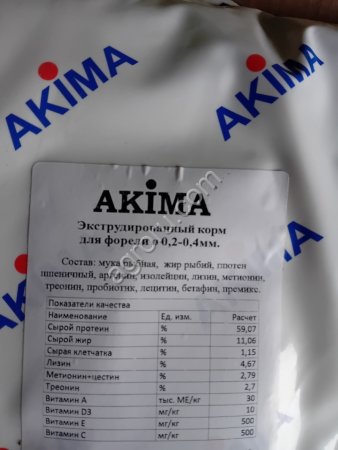 AKIMA
AKIMA
AKIMA
AKIMA
AKIMA
Экструдированный корм
для форели ⌀ 0,2-0,4мм.
Состав: мука рыбная, жир рыбий, глютен
пшеничный, аргинин, изолейцин, лизин, метионин,
треонин, пробиотик, лецитин, бетафин, премикс.
Показатели качества
Наименование Ед. изм. Расчет
Сырой протеин % 59,07
Сырой жир % 11,06
Сырая клетчатка % 1,15
Лизин % 4,67
Метионин+цестин % 2,79
Треонин % 2,7
Витамин А тыс. МЕ/кг 30
Витамин D3 мг/кг 10
Витамин Е мг/кг 500
Витамин С мг/кг 500